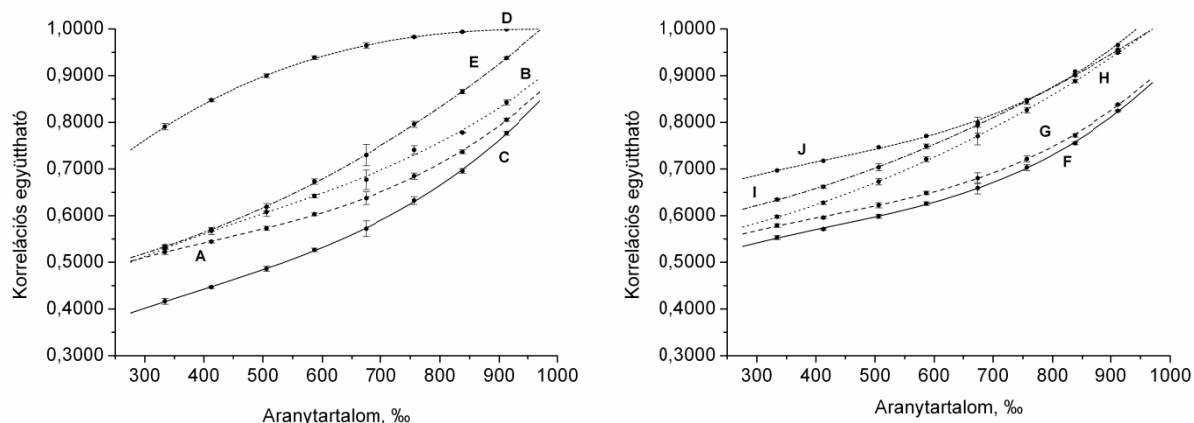 1,0000
0,9000
0,8000
0,7000
0,6000
0,5000
0,4000
0,3000
Korrelációs együttható
D
E
B
A
C
300 400 500 600 700 800 900 1000
Aranytartalom, ‰
1,0000
0,9000
0,8000
0,7000
0,6000
0,5000
0,4000
0,3000
Korrelációs együttható
H
J
G
I
F
300 400 500 600 700 800 900 1000
Aranytartalom, ‰